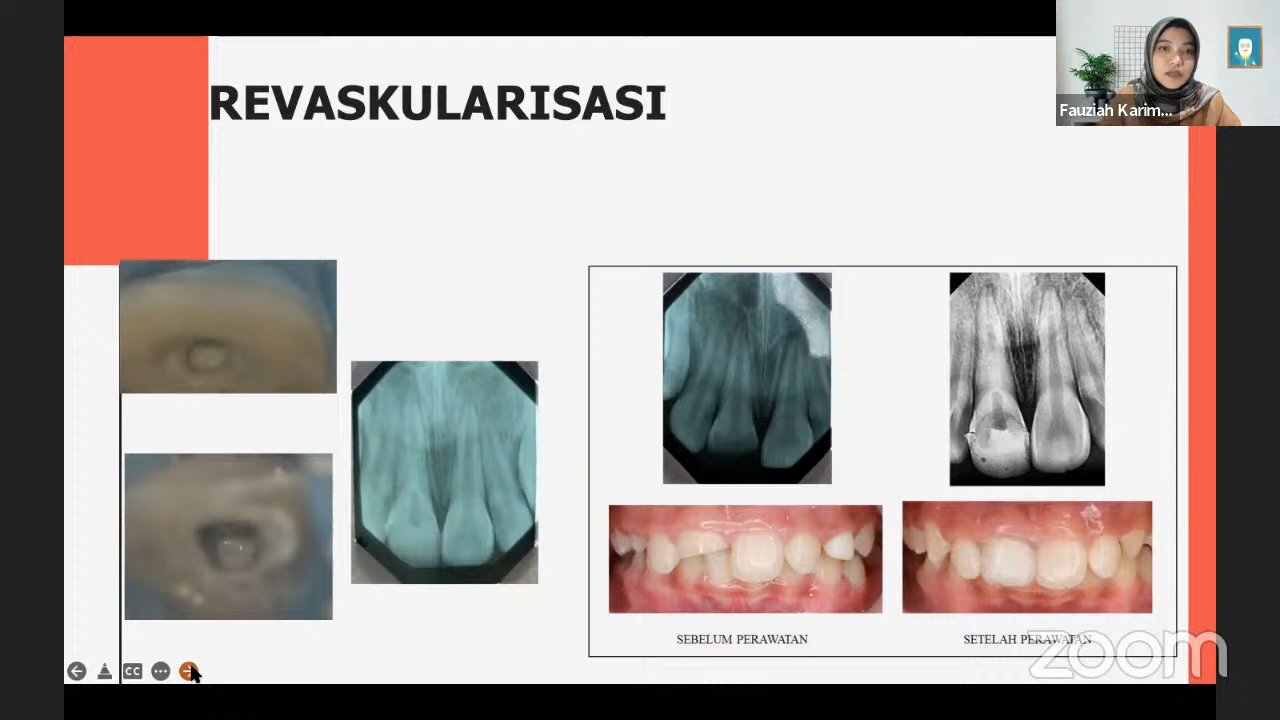 REVASKULARISASI
Fauziah Karim...
SEBELUM PERAWATAN
SETELAH PERAWATAN
CC
zoom